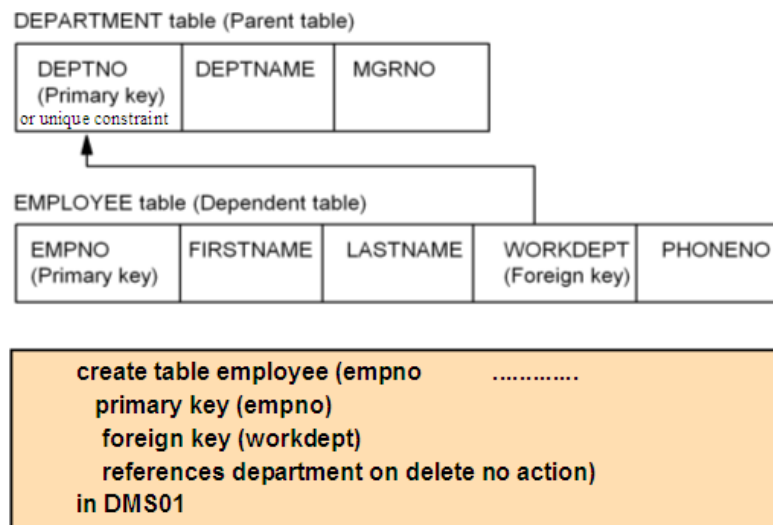 DEPARTMENT table (Parent table)
DEPTNO DEPTNAME MGRNO
(Primary key)
or unique constraint
EMPLOYEE table (Dependent table)
EMPNO FIRSTNAME LASTNAME WORKDEPT PHONENO
(Primary key) (Foreign key)
create table employee (empno .............
primary key (empno)
foreign key (workdept)
references department on delete no action)
in DMS01